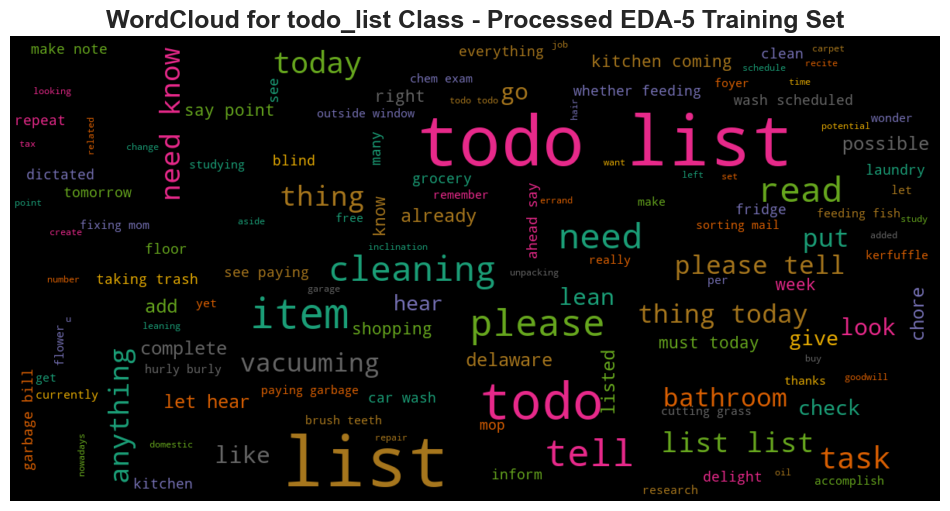 WordCloud for todo_list Class - Processed EDA-5 Training Set
make note
today
everything
job
kitchen coming
clean
carpet
recite
schedule
looking
need know
see
chem exam
go
whether feeding
foyer
time
right
todo todo
hair
wash scheduled
say point
outside window
repeat
related
todo list
potential
wonder
tax
change
many
possible
studying
blind
want
dictated
grocery
left
set
laundry
tomorrow
thing
remember
errand
make
read
let
point
fixing mom
aside
free
know
already
ahead say
fridge
feeding fish
study
create
sorting mail
added
floor
inclination
need
put
kerfuffle
number
taking trash
see paying
cleaning
unpacking
really
please tell
per
week
garage
add
yet
item
hear
lean
chore
leaning
shopping
please
thing today
give
look
flower
c
complete
vacuuming
delaware
listed
must today
buy
hurly burly
get
currently
garbage bill
anything
paying garbage
car wash
thanks
goodwill
let hear
todo
bathroom
check
cutting grass
brush teeth
mop
nowadays
domestic
like
list
repair
tell
list list
task
kitchen
inform
delight
oil
accomplish
research